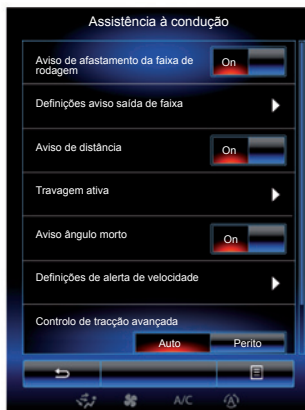 Assistência à condução
Aviso de afastamento da faixa de
rodagem
On
Definições aviso saída de faixa
Aviso de distância
On
Travagem ativa
Aviso ângulo morto
On
Definições de alerta de velocidade
Controlo de tracção avançada
Auto
Perito
A/C
A